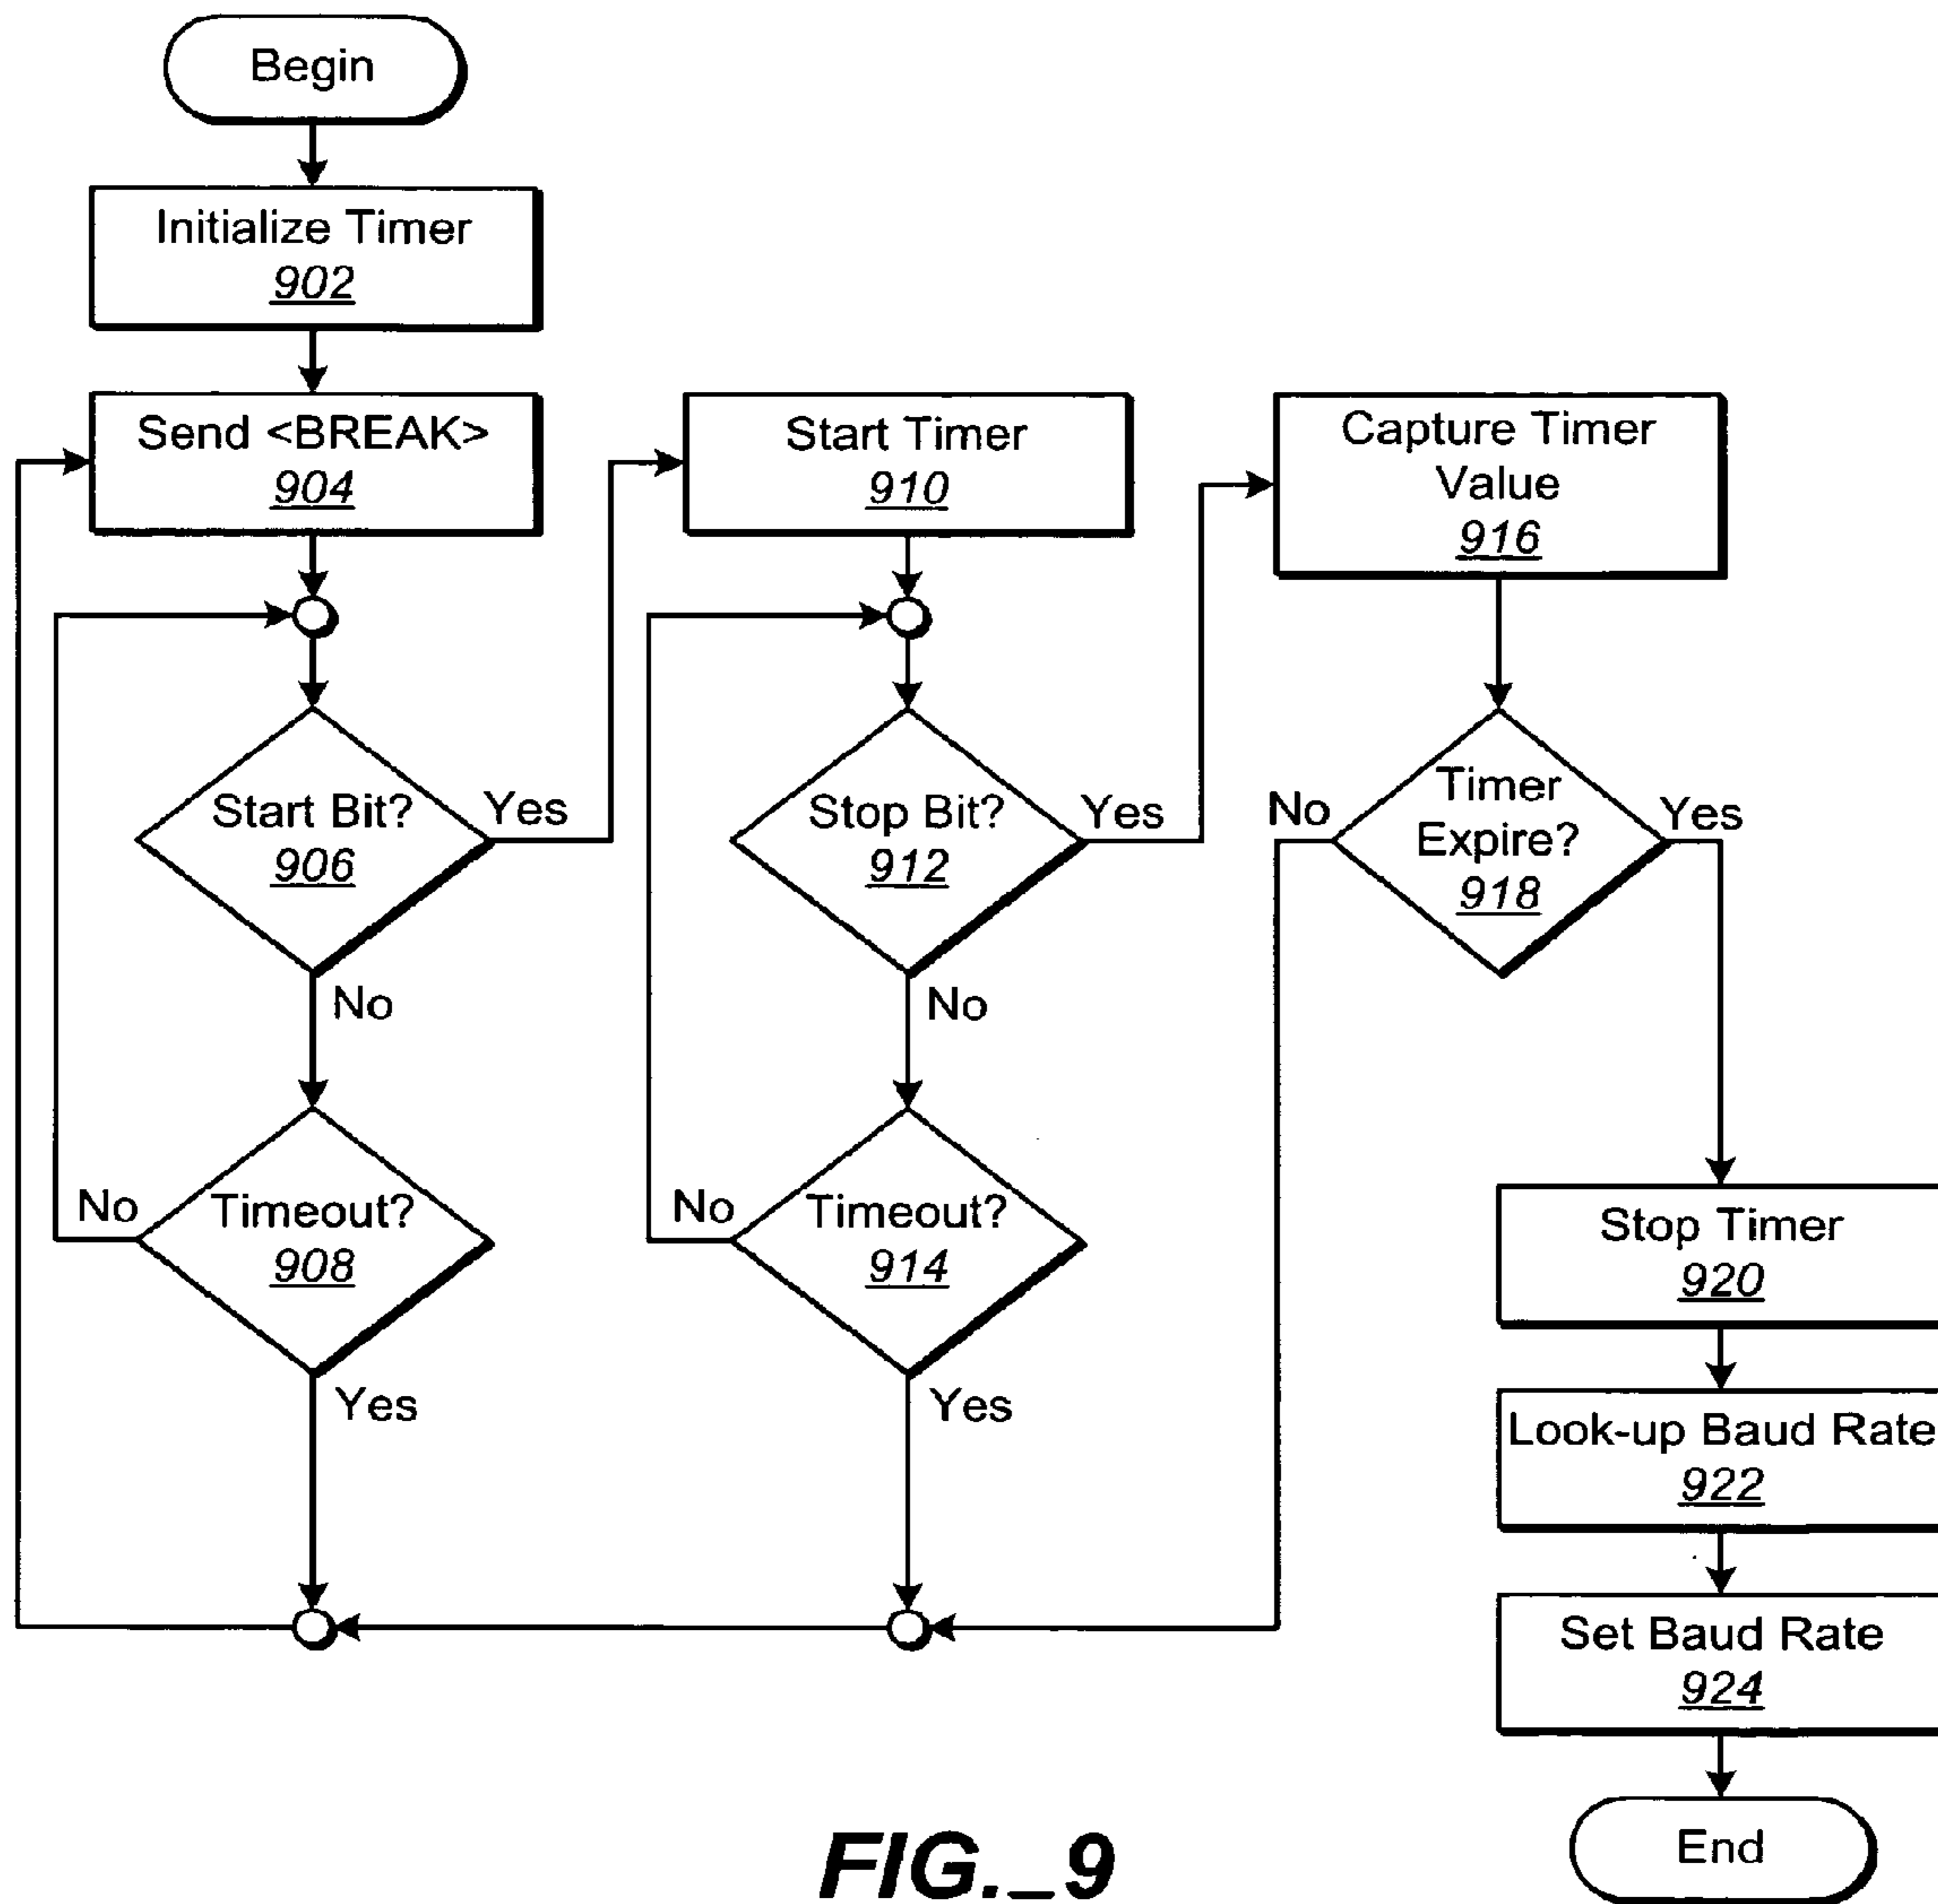 Begin
Initialize Timer
902
Send <BREAK>
904
Start Bit?
906
Yes
No
Timeout?
908
No
Yes
Start Timer
910
Stop Bit?
912
Yes
No
Timeout?
914
No
Yes
Capture Timer
Value
916
Timer
Expire?
918
No
Yes
Stop Timer
920
Look-up Baud Rate
922
Set Baud Rate
924
End
FIG._9